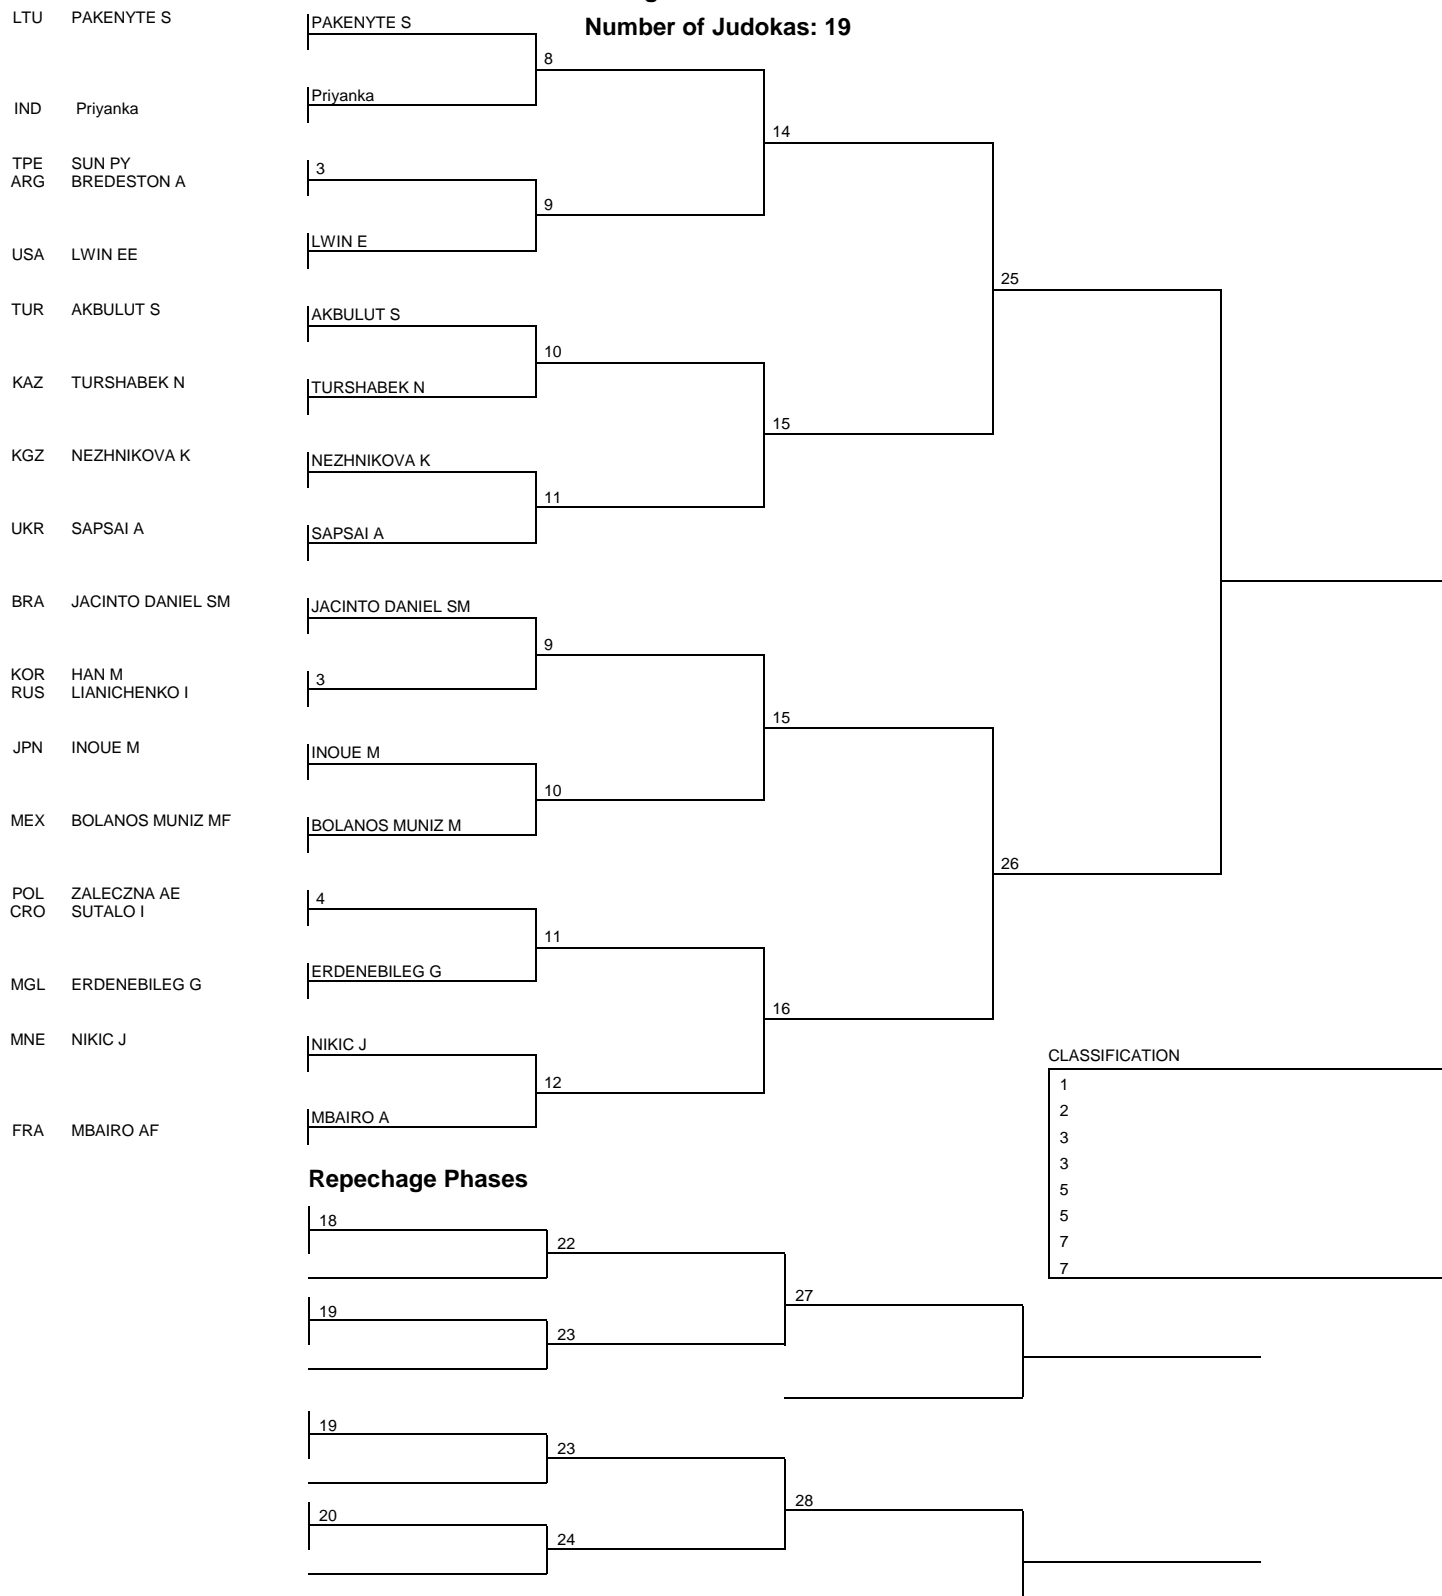 LTU PAKENYTE S PAKENYTE S
Number of Judokas: 19
8
IND Priyanka Priyanka
14
TPE SUN PY
ARG BREDESTON A 3
9
USA LWIN EE LWIN E
25
TUR AKBULUT S AKBULUT S
10
KAZ TURSHABEK N TURSHABEK N
15
KGZ NEZHNIKOVA K NEZHNIKOVA K
11
UKR SAPSAI A SAPSAI A
BRA JACINTO DANIEL SM JACINTO DANIEL SM
9
KOR HAN M
RUS LIANICHENKO I 3
15
JPN INOUE M INOUE M
10
MEX BOLANOS MUNIZ MF BOLANOS MUNIZ M
26
POL ZALECZNA AE
CRO SUTALO I 4
11
MGL ERDENEBILEG G ERDENEBILEG G
16
MNE NIKIC J NIKIC J
12
FRA MBAIRO AF MBAIRO A
CLASSIFICATION
1
2
3
3
5
5
7
7
Repechage Phases
18
22
27
19
23
19
23
28
20
24